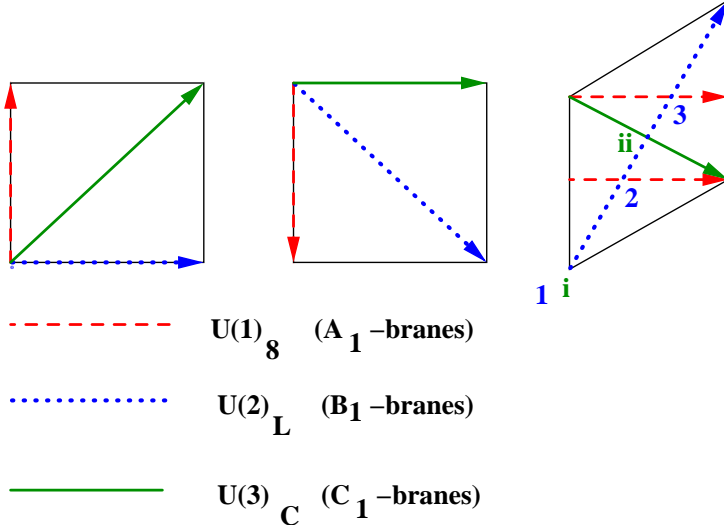 3
ii
2
1 i
U(1)8 (A1 –branes)
U(2)L (B1 –branes)
U(3)C (C1 –branes)